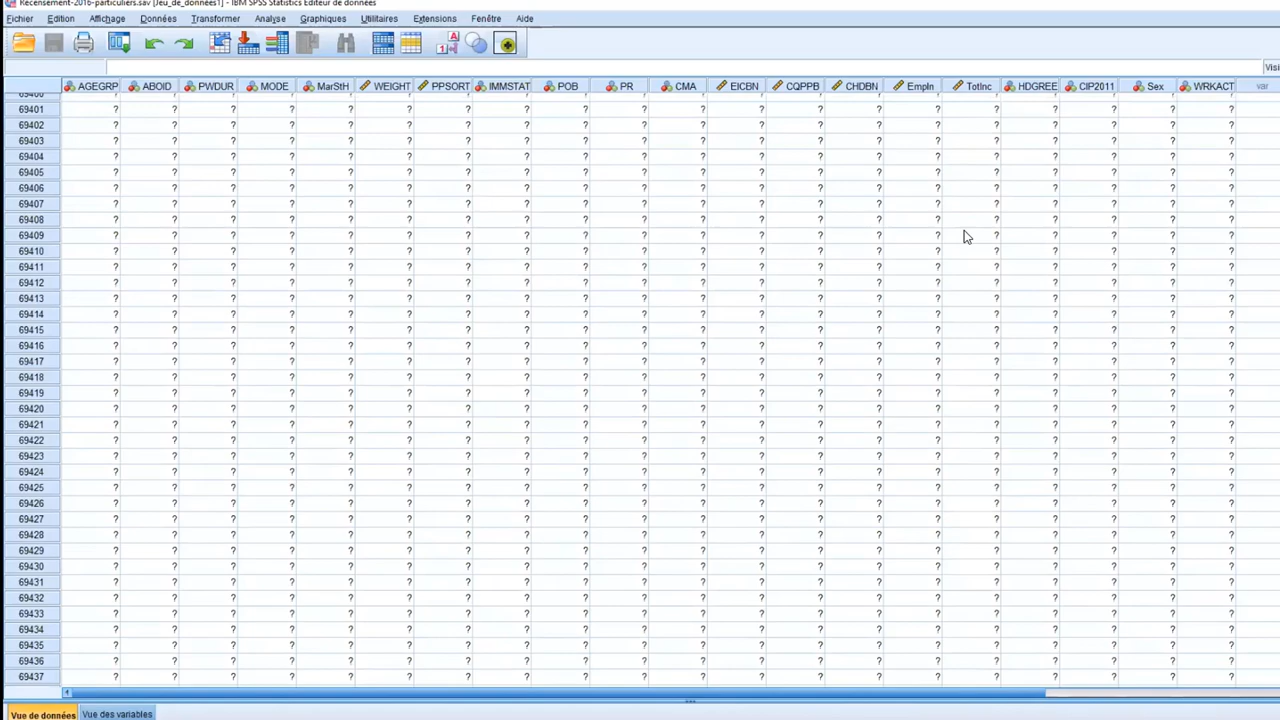 Recensement-2016-particuliers.sav [Jeu_de_données1] - IBM SPSS Statistics Editeur de données
Fichier Edition Affichage Données Transformer Analyse Graphiques Utilitaires Extensions Fenêtre Aide
Visi
AGEGRP ABOID PWDUR MODE MarStH WEIGHT PPSORT IMMSTAT POB PR CMA EICBN CQPPB CHDBN EmpIn TotInc HDGREE CIP2011 Sex WRKACT var
69400
69401 ? ? ? ? ? ? ? ? ? ? ? ? ? ? ? ? ? ? ? ?
69402 ? ? ? ? ? ? ? ? ? ? ? ? ? ? ? ? ? ? ? ?
69403 ? ? ? ? ? ? ? ? ? ? ? ? ? ? ? ? ? ? ? ?
69404 ? ? ? ? ? ? ? ? ? ? ? ? ? ? ? ? ? ? ? ?
69405 ? ? ? ? ? ? ? ? ? ? ? ? ? ? ? ? ? ? ? ?
69406 ? ? ? ? ? ? ? ? ? ? ? ? ? ? ? ? ? ? ? ?
69407 ? ? ? ? ? ? ? ? ? ? ? ? ? ? ? ? ? ? ? ?
69408 ? ? ? ? ? ? ? ? ? ? ? ? ? ? ? ? ? ? ? ?
69409 ? ? ? ? ? ? ? ? ? ? ? ? ? ? ? ? ? ? ? ?
69410 ? ? ? ? ? ? ? ? ? ? ? ? ? ? ? ? ? ? ? ?
69411 ? ? ? ? ? ? ? ? ? ? ? ? ? ? ? ? ? ? ? ?
69412 ? ? ? ? ? ? ? ? ? ? ? ? ? ? ? ? ? ? ? ?
69413 ? ? ? ? ? ? ? ? ? ? ? ? ? ? ? ? ? ? ? ?
69414 ? ? ? ? ? ? ? ? ? ? ? ? ? ? ? ? ? ? ? ?
69415 ? ? ? ? ? ? ? ? ? ? ? ? ? ? ? ? ? ? ? ?
69416 ? ? ? ? ? ? ? ? ? ? ? ? ? ? ? ? ? ? ? ?
69417 ? ? ? ? ? ? ? ? ? ? ? ? ? ? ? ? ? ? ? ?
69418 ? ? ? ? ? ? ? ? ? ? ? ? ? ? ? ? ? ? ? ?
69419 ? ? ? ? ? ? ? ? ? ? ? ? ? ? ? ? ? ? ? ?
69420 ? ? ? ? ? ? ? ? ? ? ? ? ? ? ? ? ? ? ? ?
69421 ? ? ? ? ? ? ? ? ? ? ? ? ? ? ? ? ? ? ? ?
69422 ? ? ? ? ? ? ? ? ? ? ? ? ? ? ? ? ? ? ? ?
69423 ? ? ? ? ? ? ? ? ? ? ? ? ? ? ? ? ? ? ? ?
69424 ? ? ? ? ? ? ? ? ? ? ? ? ? ? ? ? ? ? ? ?
69425 ? ? ? ? ? ? ? ? ? ? ? ? ? ? ? ? ? ? ? ?
69426 ? ? ? ? ? ? ? ? ? ? ? ? ? ? ? ? ? ? ? ?
69427 ? ? ? ? ? ? ? ? ? ? ? ? ? ? ? ? ? ? ? ?
69428 ? ? ? ? ? ? ? ? ? ? ? ? ? ? ? ? ? ? ? ?
69429 ? ? ? ? ? ? ? ? ? ? ? ? ? ? ? ? ? ? ? ?
69430 ? ? ? ? ? ? ? ? ? ? ? ? ? ? ? ? ? ? ? ?
69431 ? ? ? ? ? ? ? ? ? ? ? ? ? ? ? ? ? ? ? ?
69432 ? ? ? ? ? ? ? ? ? ? ? ? ? ? ? ? ? ? ? ?
69433 ? ? ? ? ? ? ? ? ? ? ? ? ? ? ? ? ? ? ? ?
69434 ? ? ? ? ? ? ? ? ? ? ? ? ? ? ? ? ? ? ? ?
69435 ? ? ? ? ? ? ? ? ? ? ? ? ? ? ? ? ? ? ? ?
69436 ? ? ? ? ? ? ? ? ? ? ? ? ? ? ? ? ? ? ? ?
69437 ? ? ? ? ? ? ? ? ? ? ? ? ? ? ? ? ? ? ? ?
Vue de données Vue des variables